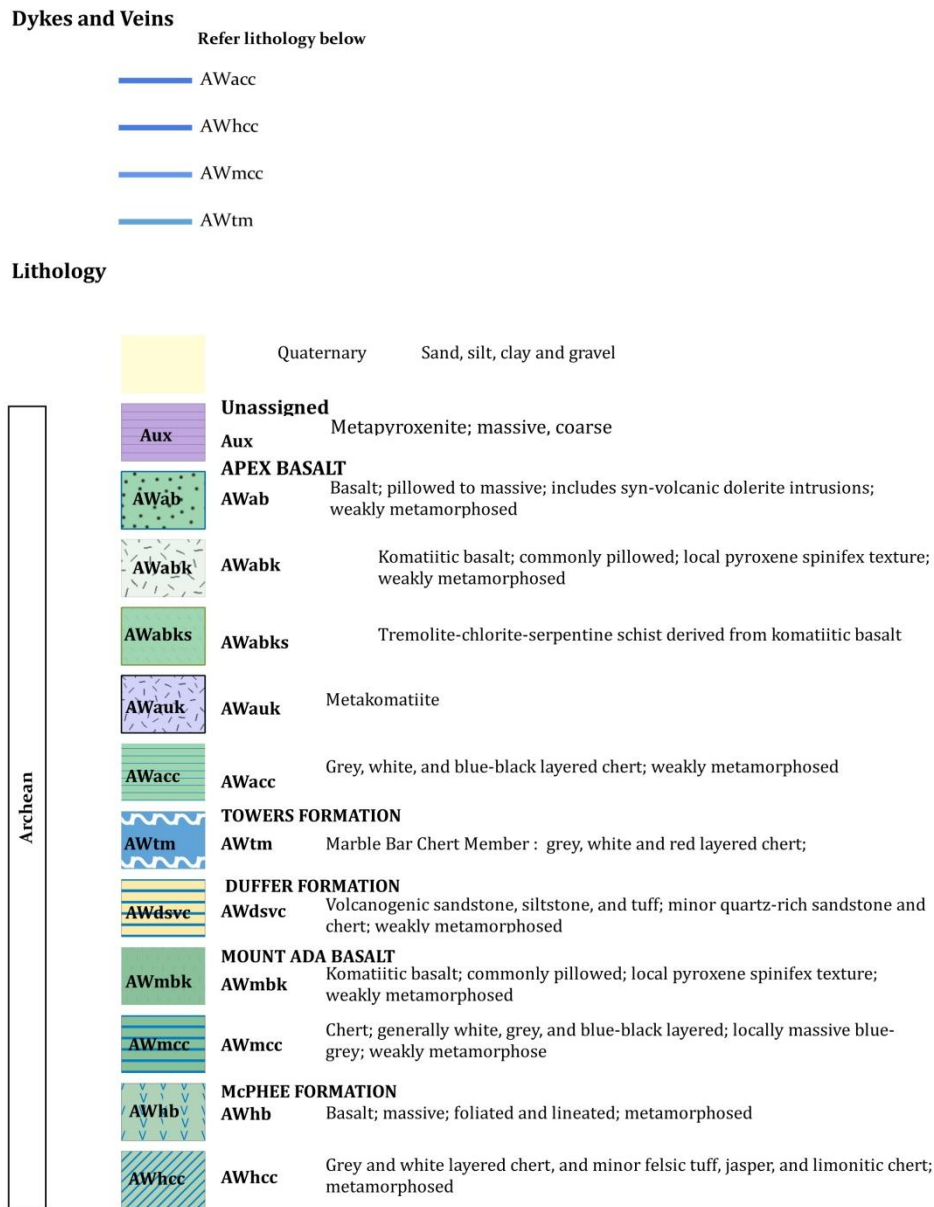 Dykes and Veins
Refer lithology below
AWacc
AWhcc
AWmcc
AWtm
Lithology
Quaternary Sand, silt, clay and gravel
Archean
Unassigned
Aux Aux Metapyroxenite; massive, coarse
APEX BASALT
AWab AWab Basalt; pillowed to massive; includes syn-volcanic dolerite intrusions;
weakly metamorphosed
AWabk AWabk Komatiitic basalt; commonly pillowed; local pyroxene spinifex texture;
weakly metamorphosed
AWabks AWabks Tremolite-chlorite-serpentine schist derived from komatiitic basalt
AWauk AWauk Metakomatiite
AWacc AWacc Grey, white, and blue-black layered chert; weakly metamorphosed
TOWERS FORMATION
AWtm AWtm Marble Bar Chert Member : grey, white and red layered chert;
DUFFER FORMATION
AWdsvc AWdsvc Volcanogenic sandstone, siltstone, and tuff; minor quartz-rich sandstone and
chert; weakly metamorphosed
MOUNT ADA BASALT
AWmbk AWmbk Komatiitic basalt; commonly pillowed; local pyroxene spinifex texture;
weakly metamorphosed
AWmcc AWmcc Chert; generally white, grey, and blue-black layered; locally massive blue-
grey; weakly metamorphose
McPHEE FORMATION
AWhb AWhb Basalt; massive; foliated and lineated; metamorphosed
AWhcc AWhcc Grey and white layered chert, and minor felsic tuff, jasper, and limonitic chert;
metamorphosed